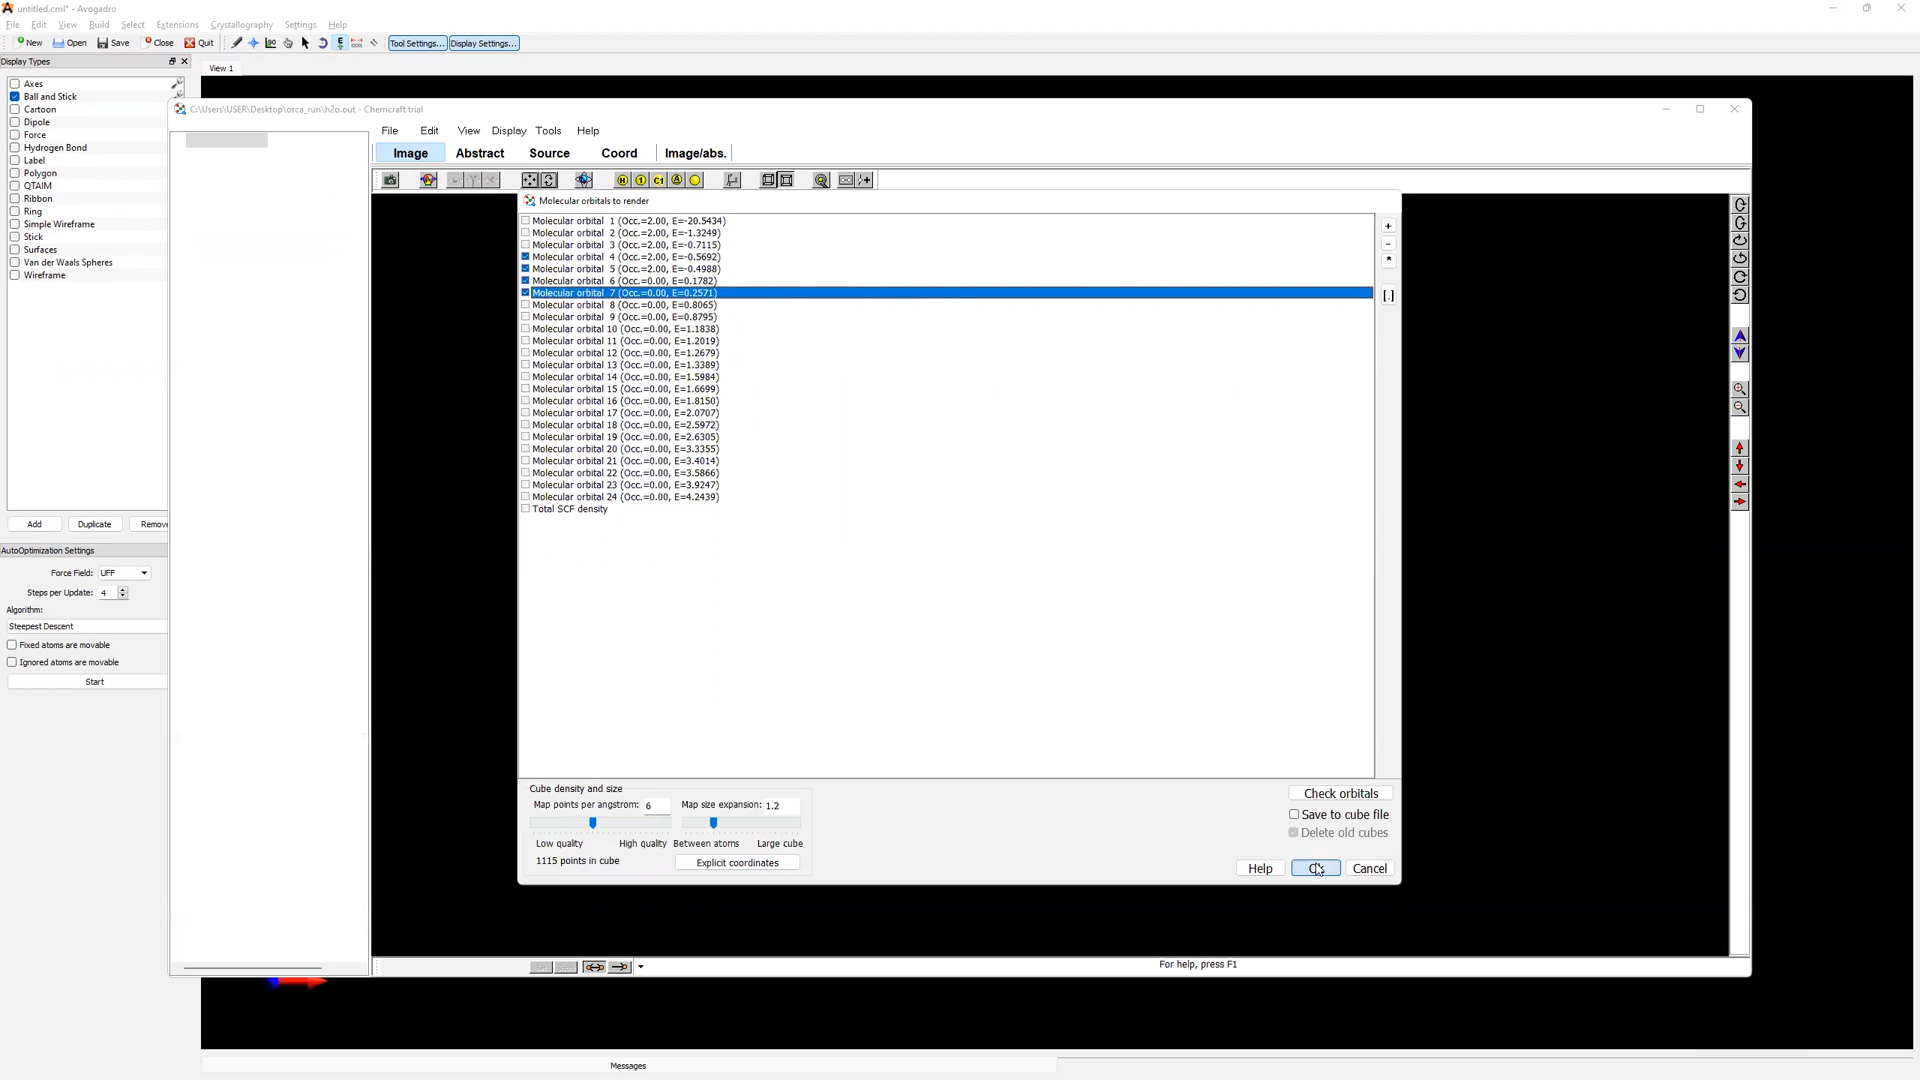 untitled.cml* - Avogadro
File Edit View Build Select Extensions Crystallography Settings Help
New Open Save Close Quit Tool Settings... Display Settings...
Display Types
View 1
Axes
Ball and Stick
Cartoon
Dipole
Force
Hydrogen Bond
Label
Polygon
QTAIM
Ribbon
Ring
Simple Wireframe
Stick
Surfaces
Van der Waals Spheres
Wireframe
Add Duplicate Remove
AutoOptimization Settings
Force Field: UFF
Steps per Update: 4
Algorithm:
Steepest Descent
Fixed atoms are movable
Ignored atoms are movable
Start
C:\Users\USER\Desktop\orca_run\h2o.out - Chemcraft trial
File Edit View Display Tools Help
Image Abstract Source Coord Image/abs.
Molecular orbitals to render
Molecular orbital 1 (Occ.=2.00, E=-20.5434)
Molecular orbital 2 (Occ.=2.00, E=-1.3249)
Molecular orbital 3 (Occ.=2.00, E=-0.7115)
Molecular orbital 4 (Occ.=2.00, E=-0.5692)
Molecular orbital 5 (Occ.=2.00, E=-0.4988)
Molecular orbital 6 (Occ.=0.00, E=0.1782)
Molecular orbital 7 (Occ.=0.00, E=0.2571)
Molecular orbital 8 (Occ.=0.00, E=0.8065)
Molecular orbital 9 (Occ.=0.00, E=0.8795)
Molecular orbital 10 (Occ.=0.00, E=1.1838)
Molecular orbital 11 (Occ.=0.00, E=1.2019)
Molecular orbital 12 (Occ.=0.00, E=1.2679)
Molecular orbital 13 (Occ.=0.00, E=1.3389)
Molecular orbital 14 (Occ.=0.00, E=1.5984)
Molecular orbital 15 (Occ.=0.00, E=1.6699)
Molecular orbital 16 (Occ.=0.00, E=1.8150)
Molecular orbital 17 (Occ.=0.00, E=2.0707)
Molecular orbital 18 (Occ.=0.00, E=2.5972)
Molecular orbital 19 (Occ.=0.00, E=2.6305)
Molecular orbital 20 (Occ.=0.00, E=3.3355)
Molecular orbital 21 (Occ.=0.00, E=3.4014)
Molecular orbital 22 (Occ.=0.00, E=3.5866)
Molecular orbital 23 (Occ.=0.00, E=3.9247)
Molecular orbital 24 (Occ.=0.00, E=4.2439)
Total SCF density
+
-
*
[.]
Cube density and size
Map points per angstrom: 6 Map size expansion: 1.2
Low quality High quality Between atoms Large cube
1115 points in cube Explicit coordinates
Check orbitals
Save to cube file
Delete old cubes
Help Cancel
For help, press F1
Messages